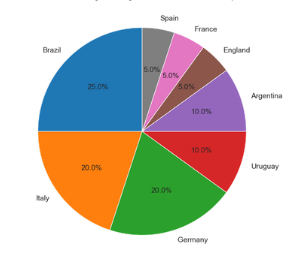 Spain
France
England
Brazil
5.0%
5.0%
5.0%
25.0%
Argentina
10.0%
10.0%
Uruguay
20.0%
20.0%
Italy
Germany